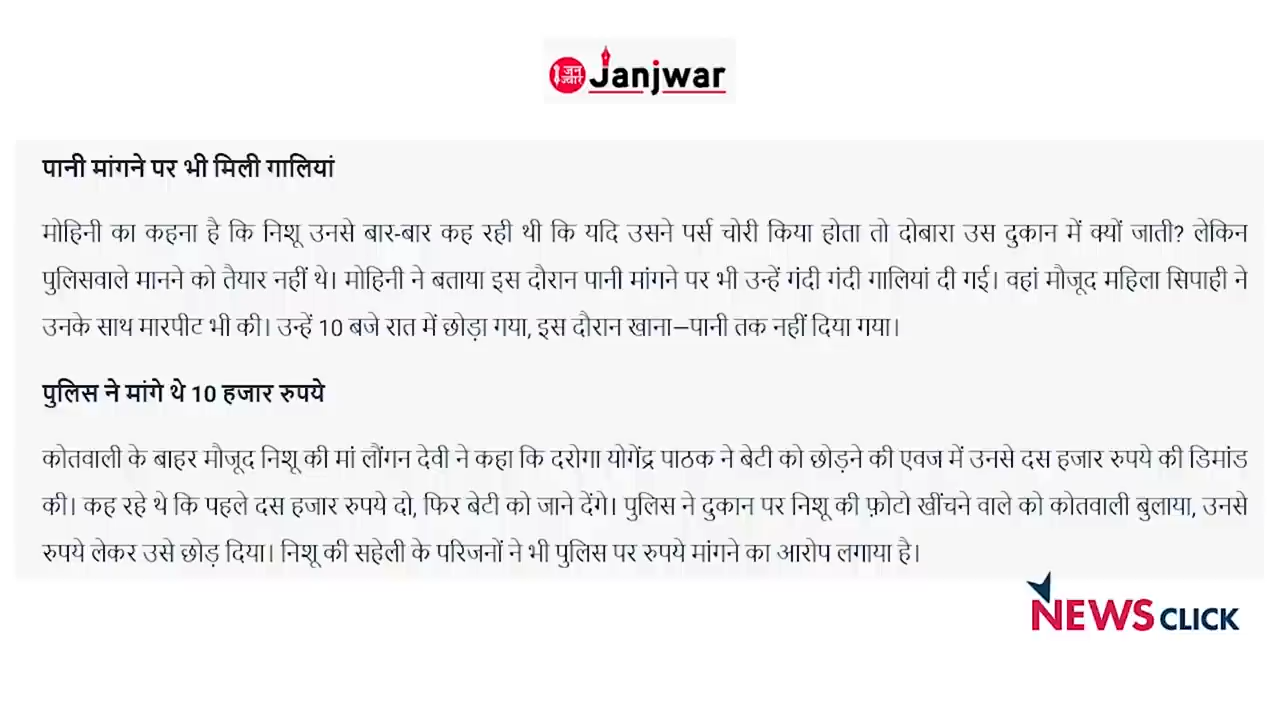 जन ज्वार Janjwar
पानी मांगने पर भी मिली गालियां
मोहिनी का कहना है कि निशू उनसे बार-बार कह रही थी कि यदि उसने पर्स चोरी किया होता तो दोबारा उस दुकान में क्यों जाती? लेकिन
पुलिसवाले मानने को तैयार नहीं थे। मोहिनी ने बताया इस दौरान पानी मांगने पर भी उन्हें गंदी गंदी गालियां दी गई। वहां मौजूद महिला सिपाही ने
उनके साथ मारपीट भी की। उन्हें 10 बजे रात में छोड़ा गया, इस दौरान खाना—पानी तक नहीं दिया गया।
पुलिस ने मांगे थे 10 हजार रुपये
कोतवाली के बाहर मौजूद निशू की मां लौंगन देवी ने कहा कि दरोगा योगेंद्र पाठक ने बेटी को छोड़ने की एवज में उनसे दस हजार रुपये की डिमांड
की। कह रहे थे कि पहले दस हजार रुपये दो, फिर बेटी को जाने देंगे। पुलिस ने दुकान पर निशू की फ़ोटो खींचने वाले को कोतवाली बुलाया, उनसे
रुपये लेकर उसे छोड़ दिया। निशू की सहेली के परिजनों ने भी पुलिस पर रुपये मांगने का आरोप लगाया है।
NEWSCLICK